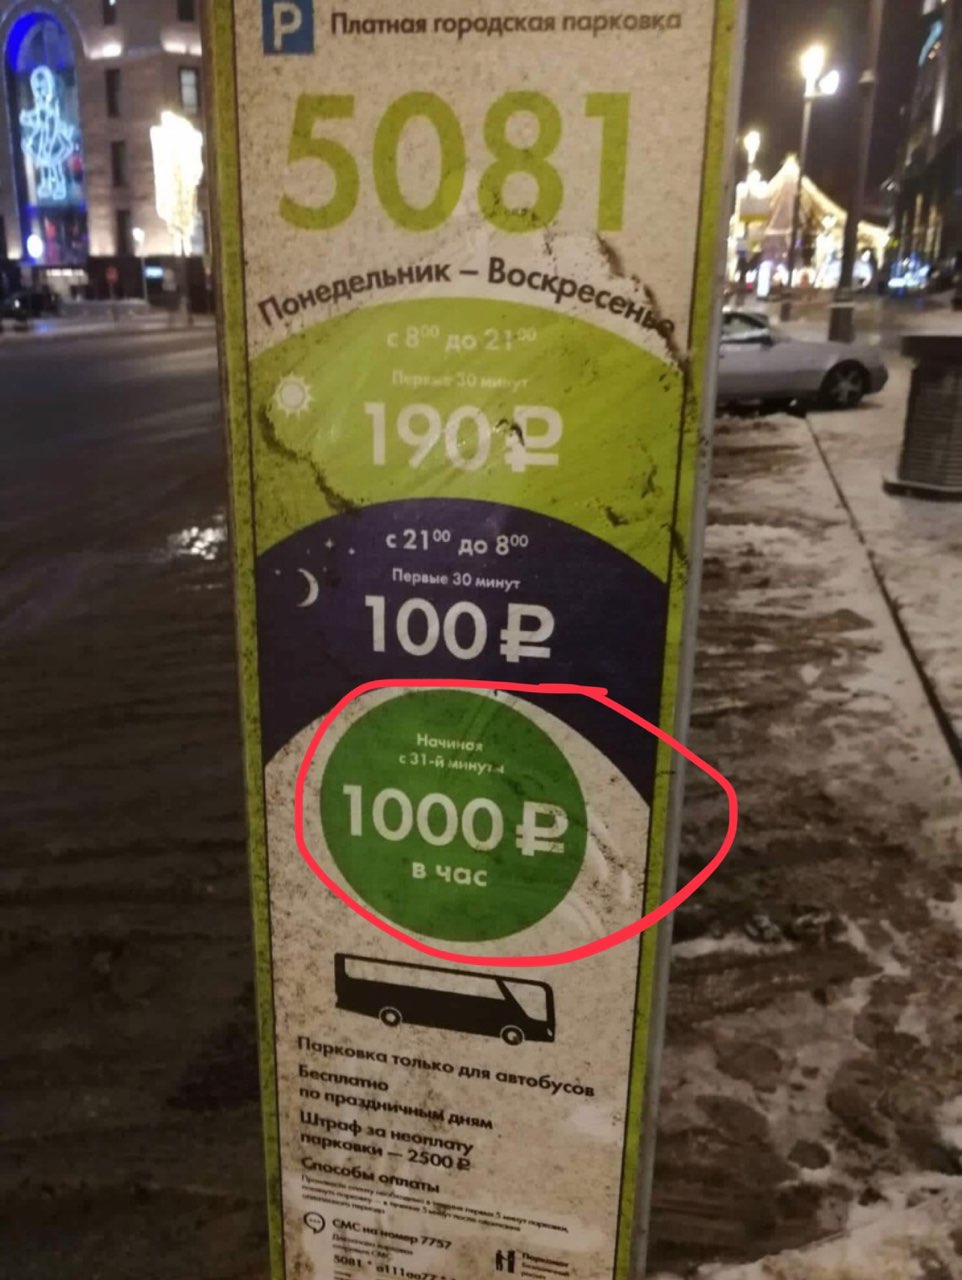 P Платная городская парковка
5081
Понедельник – Воскресенье
с 8⁰⁰ до 21⁰⁰
Первые 30 минут
190 ₽
с 21⁰⁰ до 8⁰⁰
Первые 30 минут
100 ₽
Начиная
с 31-й минуты
1000 ₽
в час
Парковка только для автобусов
Бесплатно
по праздничным дням
Штраф за неоплату
парковки — 2500 ₽
Способы оплаты
СМС на номер 7757
5081 * а111аа77